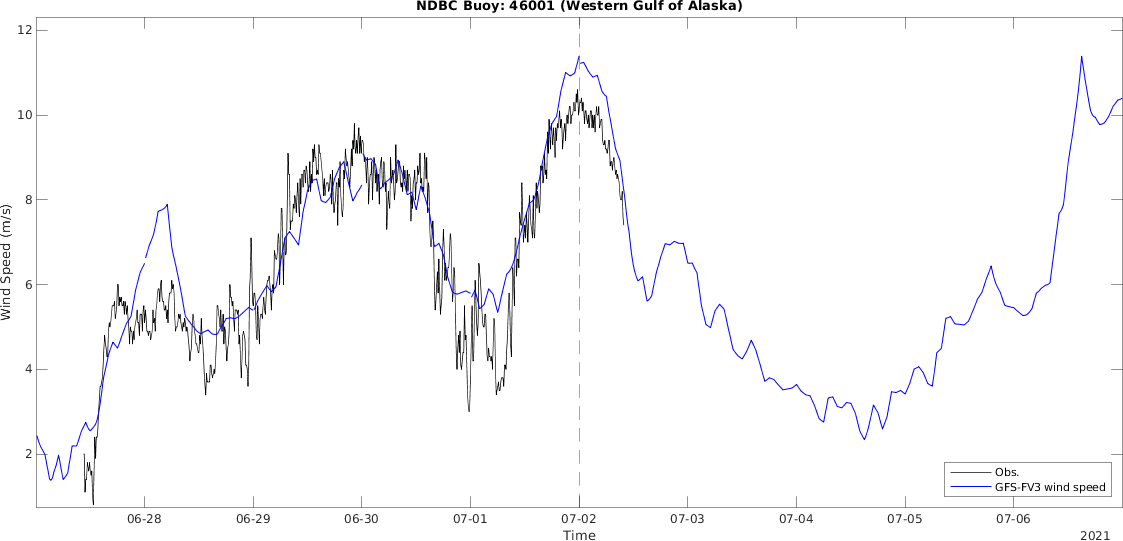 NDBC Buoy: 46001 (Western Gulf of Alaska)
12
10
8
6
4
2
Wind Speed (m/s)
Obs.
GFS-FV3 wind speed
06-28 06-29 06-30 07-01 07-02 07-03 07-04 07-05 07-06
Time
2021